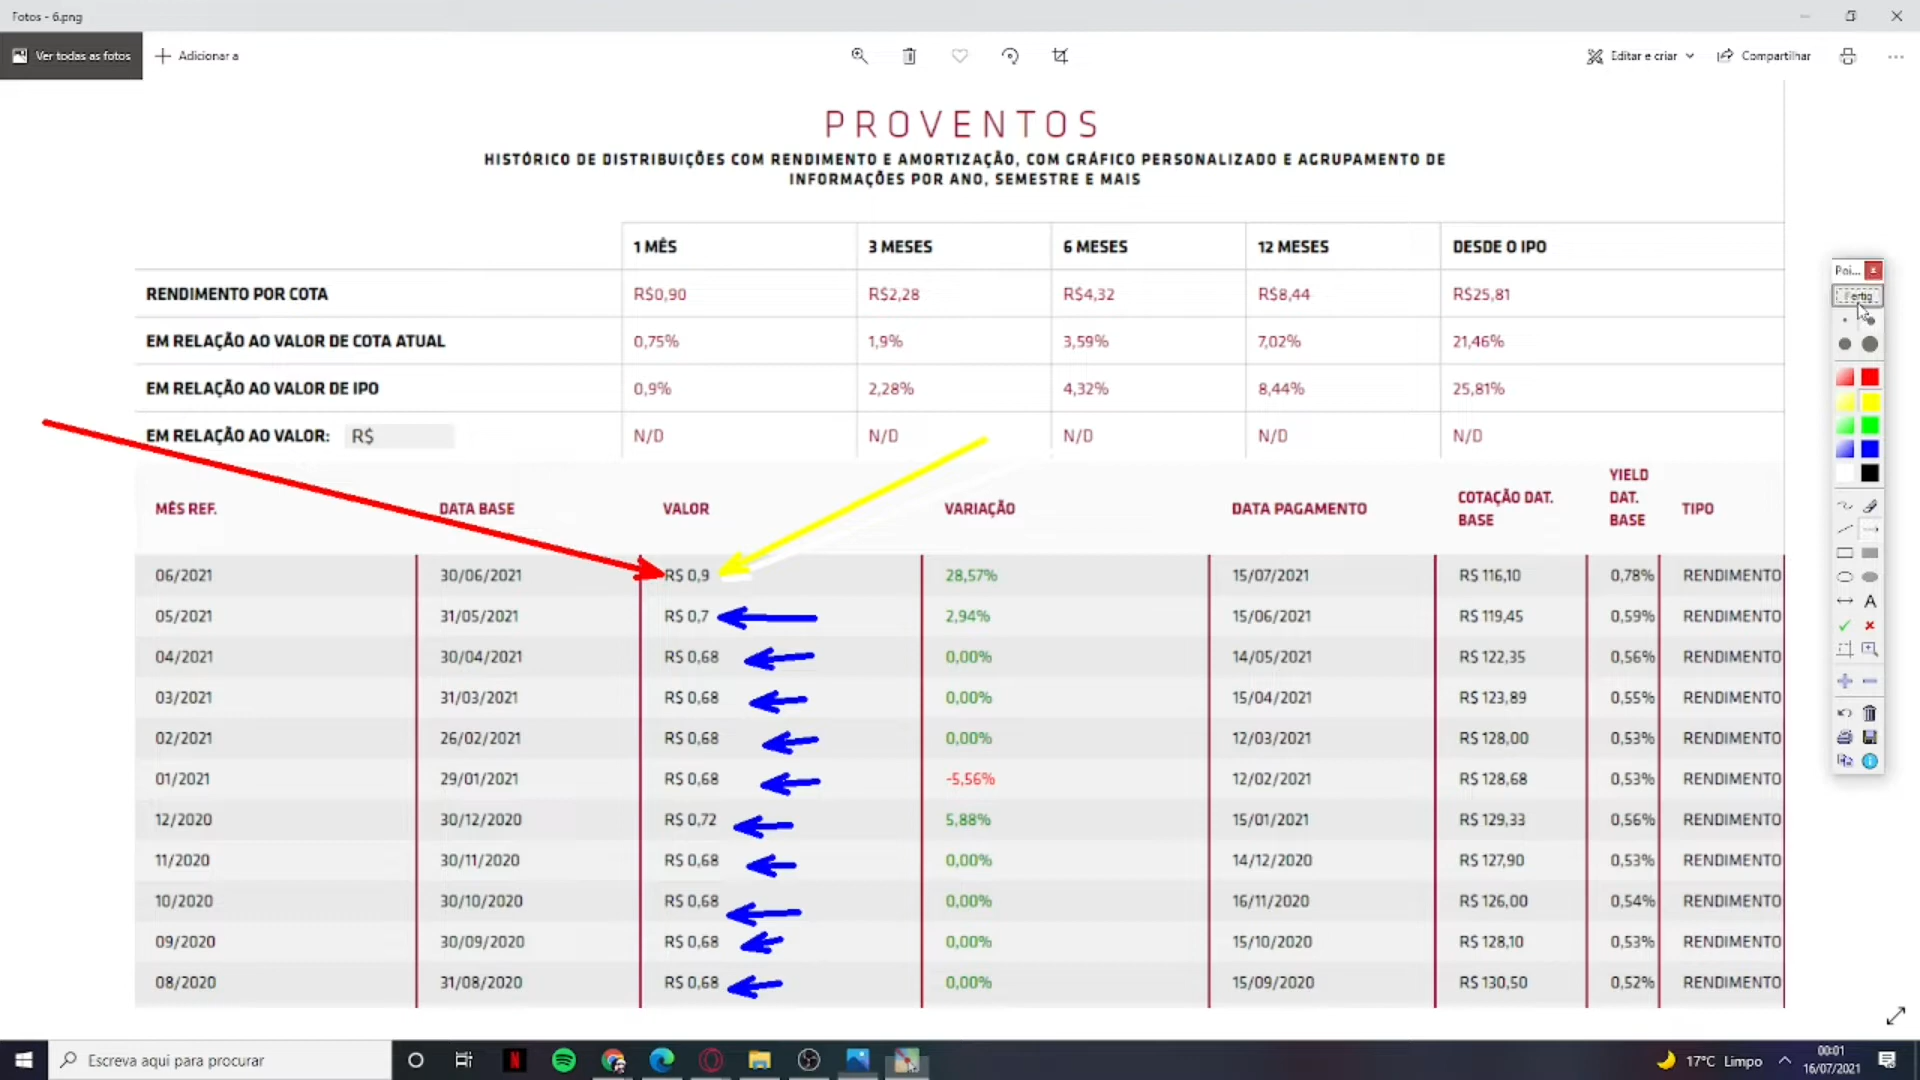 Fotos - 6.png
Ver todas as fotos
Adicionar a
Editar e criar
Compartilhar
PROVENTOS
HISTÓRICO DE DISTRIBUIÇÕES COM RENDIMENTO E AMORTIZAÇÃO, COM GRÁFICO PERSONALIZADO E AGRUPAMENTO DE
INFORMAÇÕES POR ANO, SEMESTRE E MAIS
1 MÊS 3 MESES 6 MESES 12 MESES DESDE O IPO
RENDIMENTO POR COTA R$0,90 R$2,28 R$4,32 R$8,44 R$25,81
EM RELAÇÃO AO VALOR DE COTA ATUAL 0,75% 1,9% 3,59% 7,02% 21,46%
EM RELAÇÃO AO VALOR DE IPO 0,9% 2,28% 4,32% 8,44% 25,81%
EM RELAÇÃO AO VALOR: R$ N/D N/D N/D N/D N/D
MÊS REF. DATA BASE VALOR VARIAÇÃO DATA PAGAMENTO COTAÇÃO DAT. BASE YIELD DAT. BASE TIPO
06/2021 30/06/2021 R$ 0,9 28,57% 15/07/2021 R$ 116,10 0,78% RENDIMENTO
05/2021 31/05/2021 R$ 0,7 2,94% 15/06/2021 R$ 119,45 0,59% RENDIMENTO
04/2021 30/04/2021 R$ 0,68 0,00% 14/05/2021 R$ 122,35 0,56% RENDIMENTO
03/2021 31/03/2021 R$ 0,68 0,00% 15/04/2021 R$ 123,89 0,55% RENDIMENTO
02/2021 26/02/2021 R$ 0,68 0,00% 12/03/2021 R$ 128,00 0,53% RENDIMENTO
01/2021 29/01/2021 R$ 0,68 -5,56% 12/02/2021 R$ 128,68 0,53% RENDIMENTO
12/2020 30/12/2020 R$ 0,72 5,88% 15/01/2021 R$ 129,33 0,56% RENDIMENTO
11/2020 30/11/2020 R$ 0,68 0,00% 14/12/2020 R$ 127,90 0,53% RENDIMENTO
10/2020 30/10/2020 R$ 0,68 0,00% 16/11/2020 R$ 126,00 0,54% RENDIMENTO
09/2020 30/09/2020 R$ 0,68 0,00% 15/10/2020 R$ 128,10 0,53% RENDIMENTO
08/2020 31/08/2020 R$ 0,68 0,00% 15/09/2020 R$ 130,50 0,52% RENDIMENTO
Poi...
Fertig
A
Escreva aqui para procurar
17°C Limpo
00:01
16/07/2021